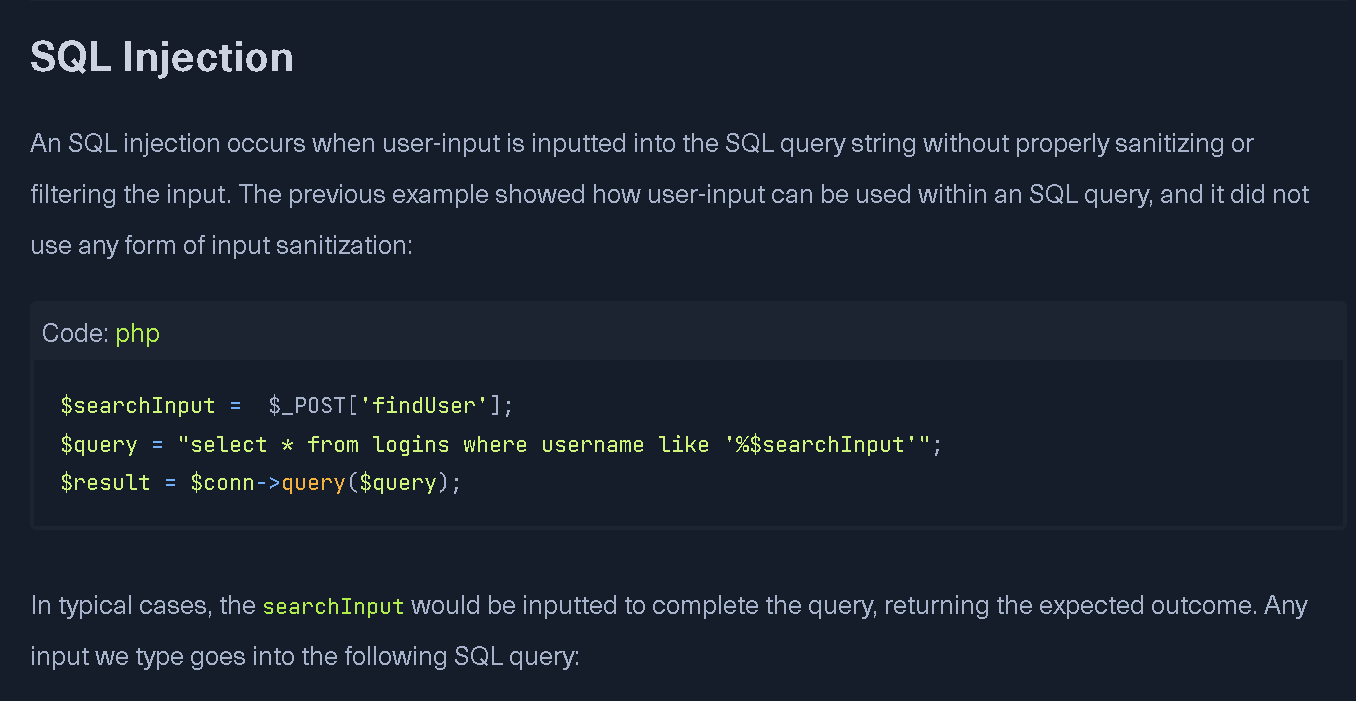 SQL Injection
An SQL injection occurs when user-input is inputted into the SQL query string without properly sanitizing or
filtering the input. The previous example showed how user-input can be used within an SQL query, and it did not
use any form of input sanitization:
Code: php
$searchInput =  $_POST['findUser'];
$query = "select * from logins where username like '%$searchInput'";
$result = $conn->query($query);
In typical cases, the searchInput would be inputted to complete the query, returning the expected outcome. Any
input we type goes into the following SQL query: